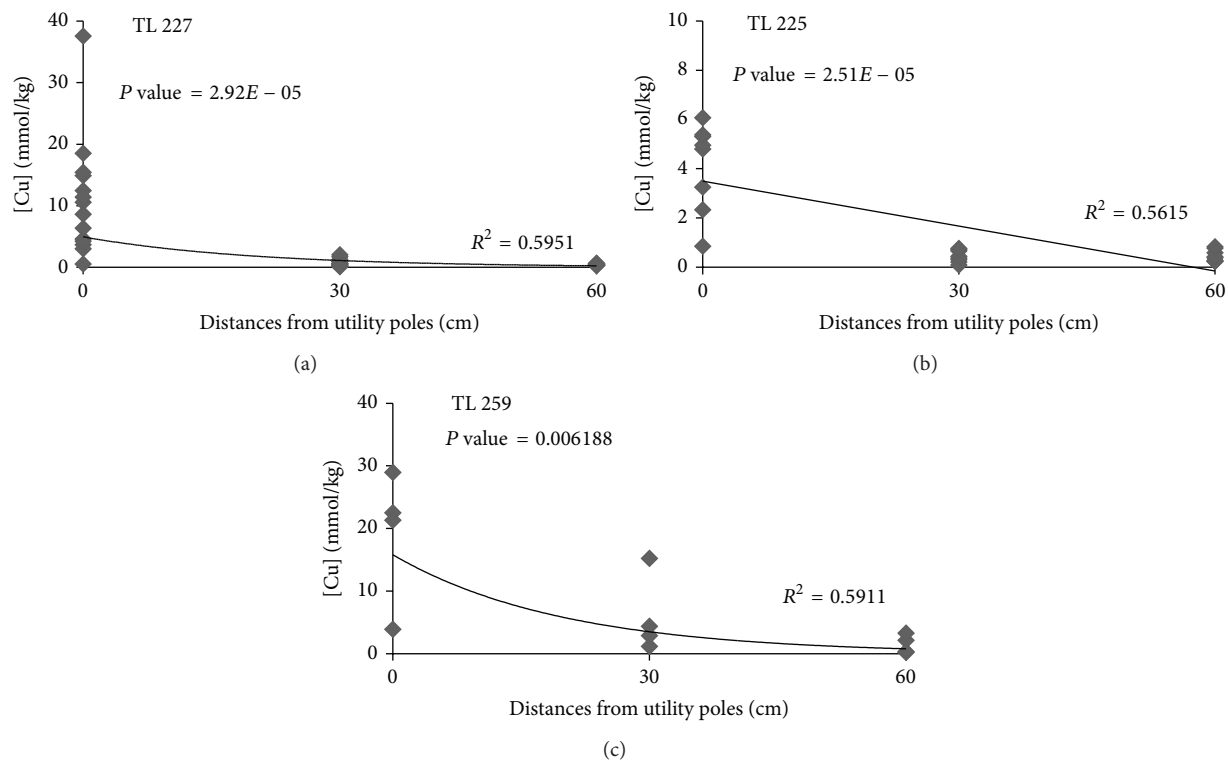 TL 227
P value = 2.92E − 05
R² = 0.5951
[Cu] (mmol/kg)
40
30
20
10
0
0 30 60
Distances from utility poles (cm)
(a)
TL 225
P value = 2.51E − 05
R² = 0.5615
[Cu] (mmol/kg)
10
8
6
4
2
0
0 30 60
Distances from utility poles (cm)
(b)
TL 259
P value = 0.006188
R² = 0.5911
[Cu] (mmol/kg)
40
30
20
10
0
0 30 60
Distances from utility poles (cm)
(c)